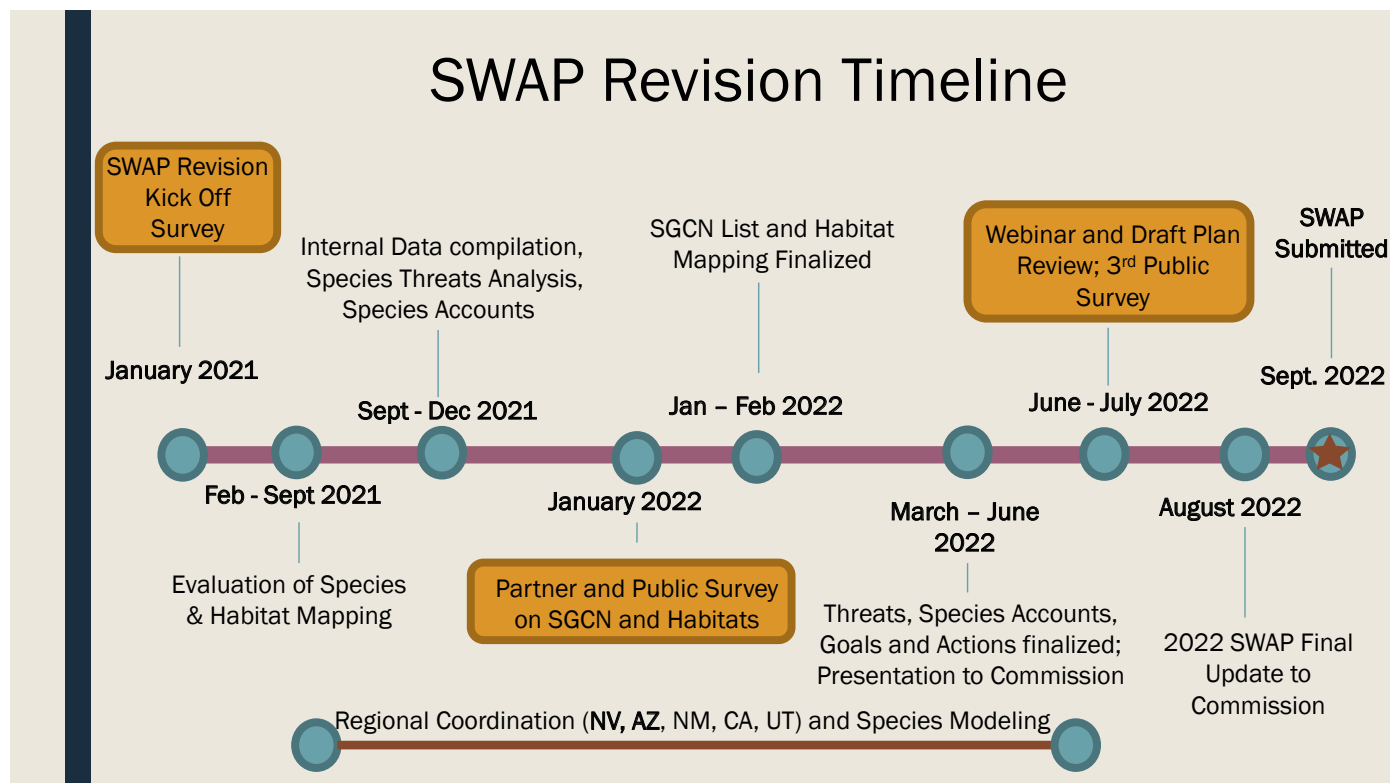 SWAP Revision Timeline
SWAP Revision
Kick Off
Survey
January 2021
Feb - Sept 2021
Evaluation of Species
& Habitat Mapping
Internal Data compilation,
Species Threats Analysis,
Species Accounts
Sept - Dec 2021
January 2022
Partner and Public Survey
on SGCN and Habitats
SGCN List and Habitat
Mapping Finalized
Jan – Feb 2022
March – June
2022
Threats, Species Accounts,
Goals and Actions finalized;
Presentation to Commission
Webinar and Draft Plan
Review; 3rd Public
Survey
June - July 2022
August 2022
2022 SWAP Final
Update to
Commission
SWAP
Submitted
Sept. 2022
Regional Coordination (NV, AZ, NM, CA, UT) and Species Modeling